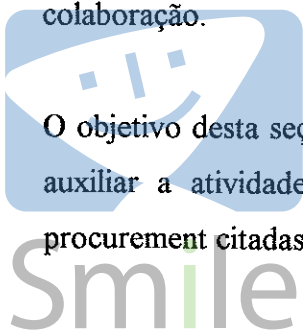 colaboração.
O objetivo desta seç
auxiliar a atividade
procurement citadas
Smile